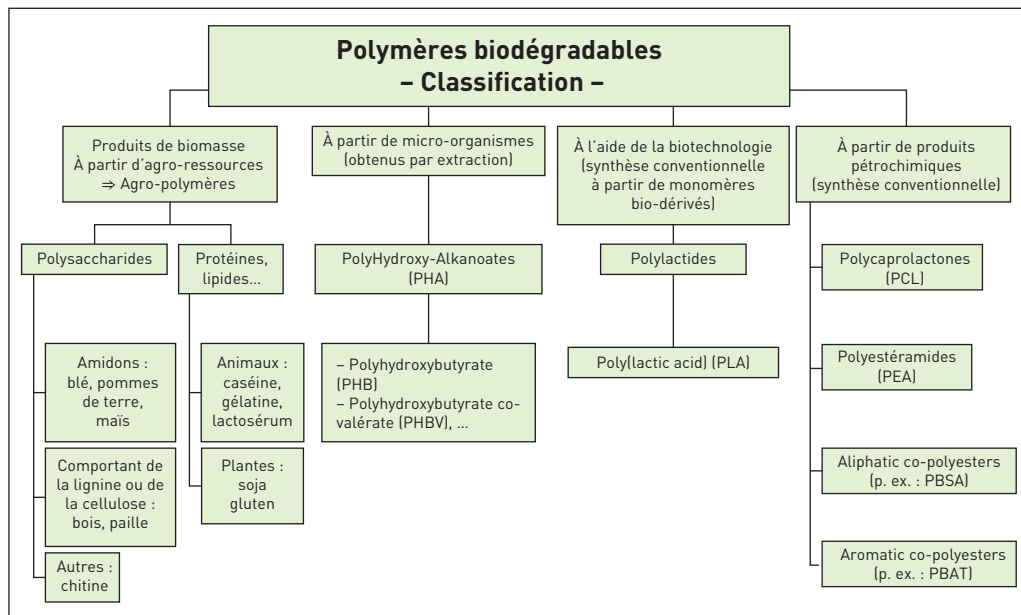 Polymères biodégradables
– Classification –
Produits de biomasse
À partir d'agro-ressources
⇒ Agro-polymères
À partir de micro-organismes
(obtenus par extraction)
À l'aide de la biotechnologie
(synthèse conventionnelle
à partir de monomères
bio-dérivés)
À partir de produits
pétrochimiques
(synthèse conventionnelle)
Polysaccharides
Protéines,
lipides…
PolyHydroxy-Alkanoates
(PHA)
Polylactides
Polycaprolactones
(PCL)
Amidons :
blé, pommes
de terre,
maïs
Animaux :
caséine,
gélatine,
lactosérum
– Polyhydroxybutyrate
(PHB)
– Polyhydroxybutyrate co-
valérate (PHBV), …
Poly(lactic acid) (PLA)
Polyestéramides
(PEA)
Comportant de
la lignine ou de
la cellulose :
bois, paille
Plantes :
soja
gluten
Aliphatic co-polyesters
(p. ex. : PBSA)
Autres :
chitine
Aromatic co-polyesters
(p. ex. : PBAT)